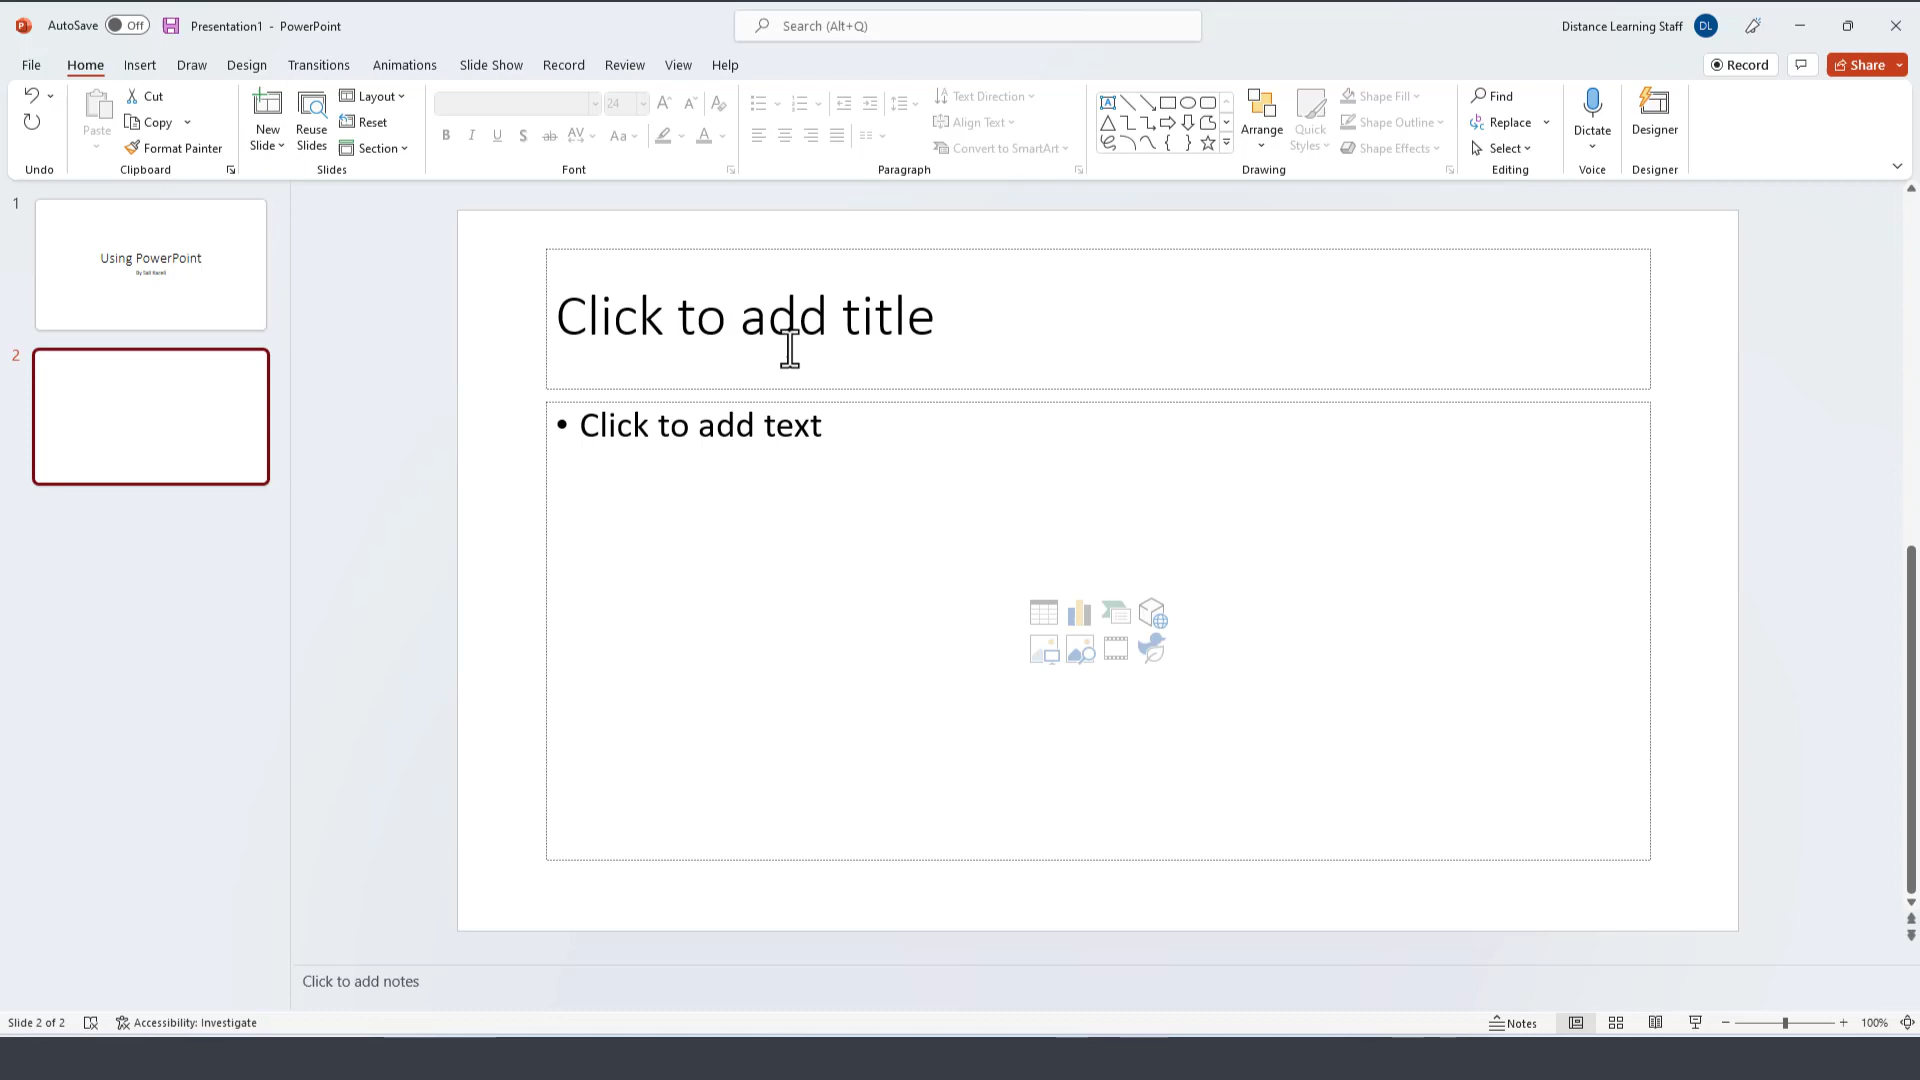 AutoSave Off Presentation1 - PowerPoint Search (Alt+Q) Distance Learning Staff DL
File Home Insert Draw Design Transitions Animations Slide Show Record Review View Help Record Share
Cut Layout 24 Text Direction Shape Fill Find
Copy Reset Align Text Shape Outline Replace
Paste New Slide Reuse Slides Arrange Quick Styles Dictate Designer
Format Painter Section B I U S ab AV Aa A Convert to SmartArt Shape Effects Select
Undo Clipboard Slides Font Paragraph Drawing Editing Voice Designer
1
Using PowerPoint
2
Click to add title
• Click to add text
Click to add notes
Slide 2 of 2 Accessibility: Investigate Notes 100%